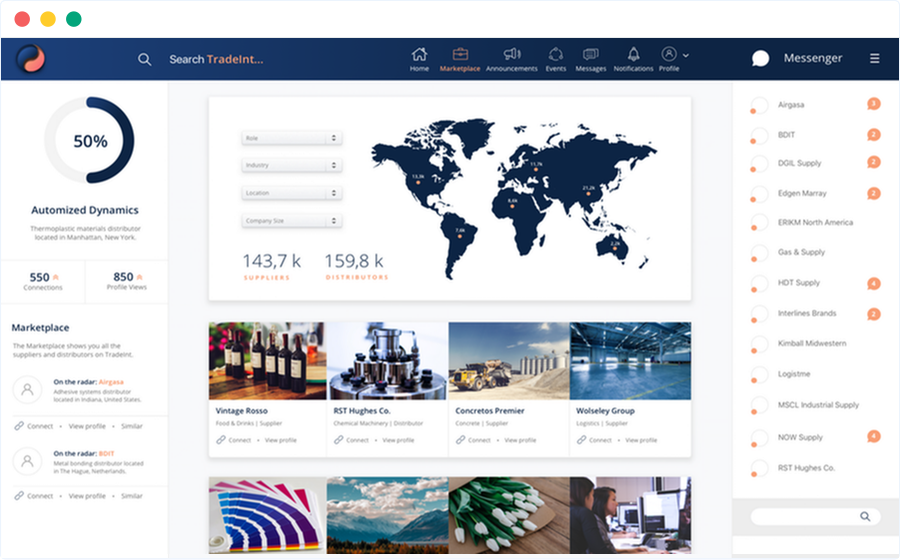 Search TradeInt...
Home
Marketplace
Announcements
Events
Messages
Notifications
Profile
Messenger
50%
Automized Dynamics
Thermoplastic materials distributor
located in Manhattan, New York.
550
Connections
850
Profile Views
Marketplace
The Marketplace shows you all the
suppliers and distributors on Tradeint.
On the radar: Airgasa
Adhesive systems distributor
located in Indiana, United States,
Connect • View profile • Similar
On the radar: BDIT
Metal bonding distributor located
in The Hague, Netherlands,
Connect • View profile • Similar
Role
Industry
Location
Company Size
143,7 k
SUPPLIERS
159,8 k
DISTRIBUTORS
13,3k
11,7k
21,2k
8,6k
7,6k
2,2k
Vintage Rosso
Food & Drinks | Supplier
Connect • View profile
RST Hughes Co.
Chemical Machinery | Distributor
Connect • View profile
Concretos Premier
Concrete | Supplier
Connect • View profile
Wolseley Group
Logistics | Supplier
Connect • View profile
Airgasa 3
BDIT 2
DGIL Supply 2
Edgen Marray 2
ERIKM North America
Gas & Supply
HDT Supply 4
Interlines Brands 2
Kimball Midwestern
Logistme
MSCL Industrial Supply
NOW Supply 4
RST Hughes Co.